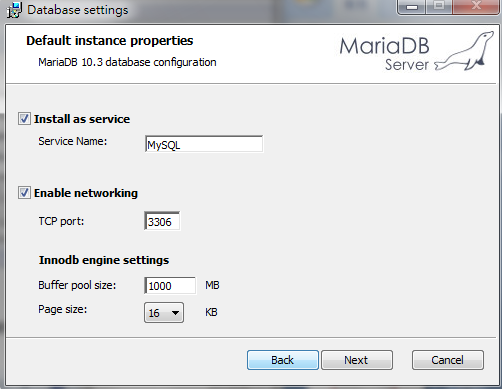 Database settings
Default instance properties
MariaDB 10.3 database configuration
MariaDB
Server
Install as service
Service Name:
MySQL
Enable networking
TCP port:
3306
Innodb engine settings
Buffer pool size:
1000
MB
Page size:
16
KB
Back
Next
Cancel